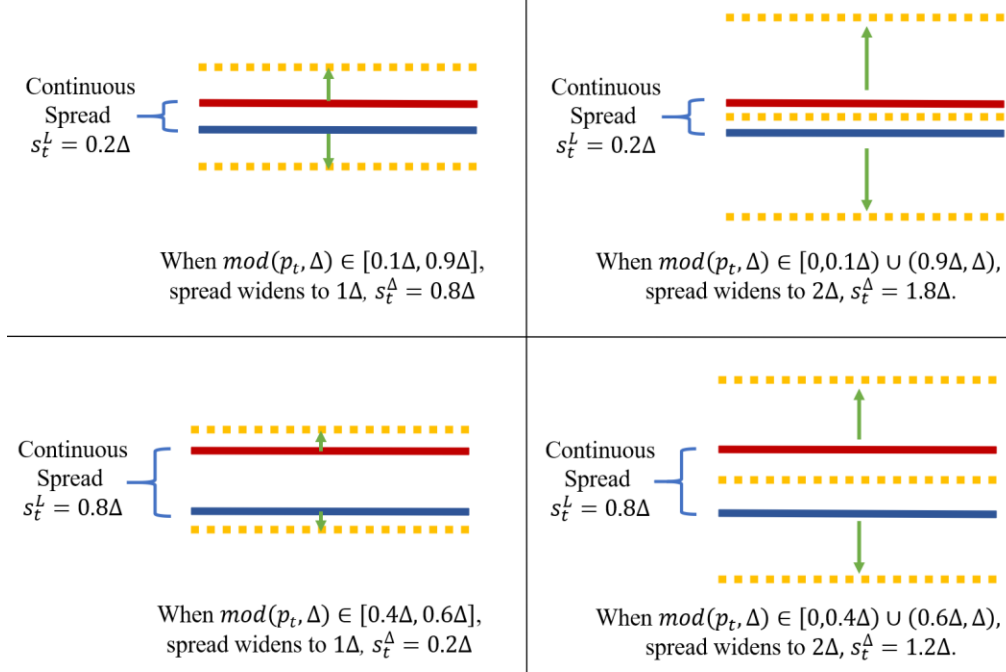 Continuous
Spread
$s_t^L = 0.2Δ$
When $mod(p_t, Δ) ∈ [0.1Δ, 0.9Δ]$,
spread widens to 1Δ, $s_t^Δ = 0.8Δ$
Continuous
Spread
$s_t^L = 0.2Δ$
When $mod(p_t, Δ) ∈ [0,0.1Δ) ∪ (0.9Δ, Δ)$,
spread widens to 2Δ, $s_t^Δ = 1.8Δ$.
Continuous
Spread
$s_t^L = 0.8Δ$
When $mod(p_t, Δ) ∈ [0.4Δ, 0.6Δ]$,
spread widens to 1Δ, $s_t^Δ = 0.2Δ$
Continuous
Spread
$s_t^L = 0.8Δ$
When $mod(p_t, Δ) ∈ [0,0.4Δ) ∪ (0.6Δ, Δ)$,
spread widens to 2Δ, $s_t^Δ = 1.2Δ$.